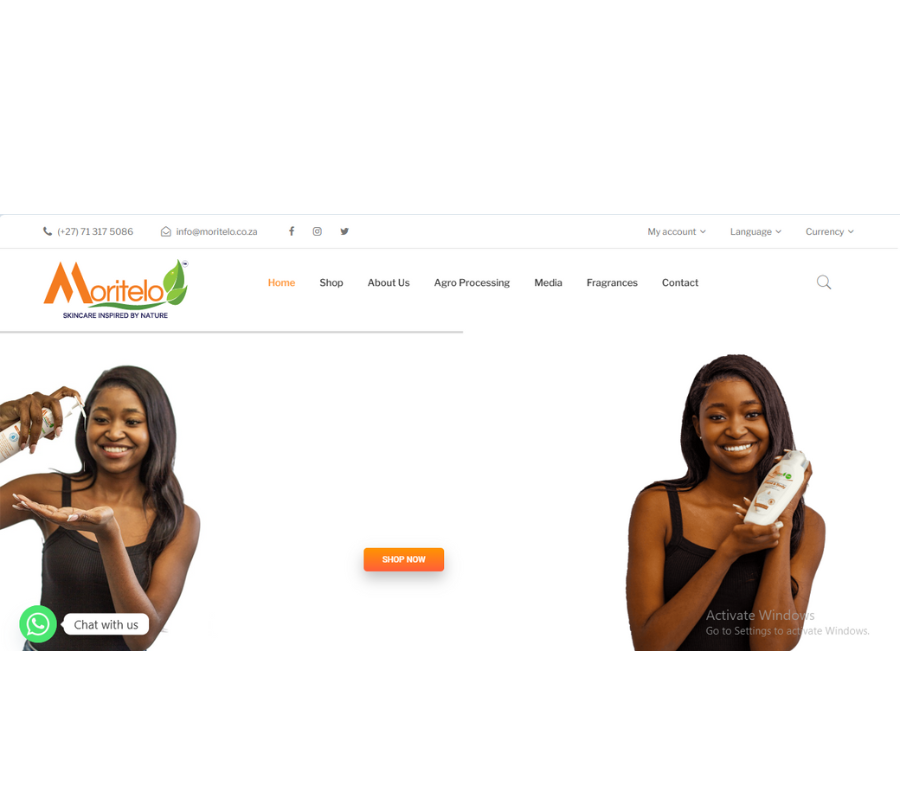 (+27) 71 317 5086 info@moritelo.co.za My account Language Currency
Moritelo
SKINCARE INSPIRED BY NATURE
Home Shop About Us Agro Processing Media Fragrances Contact
SHOP NOW
Chat with us
Activate Windows
Go to Settings to activate Windows.